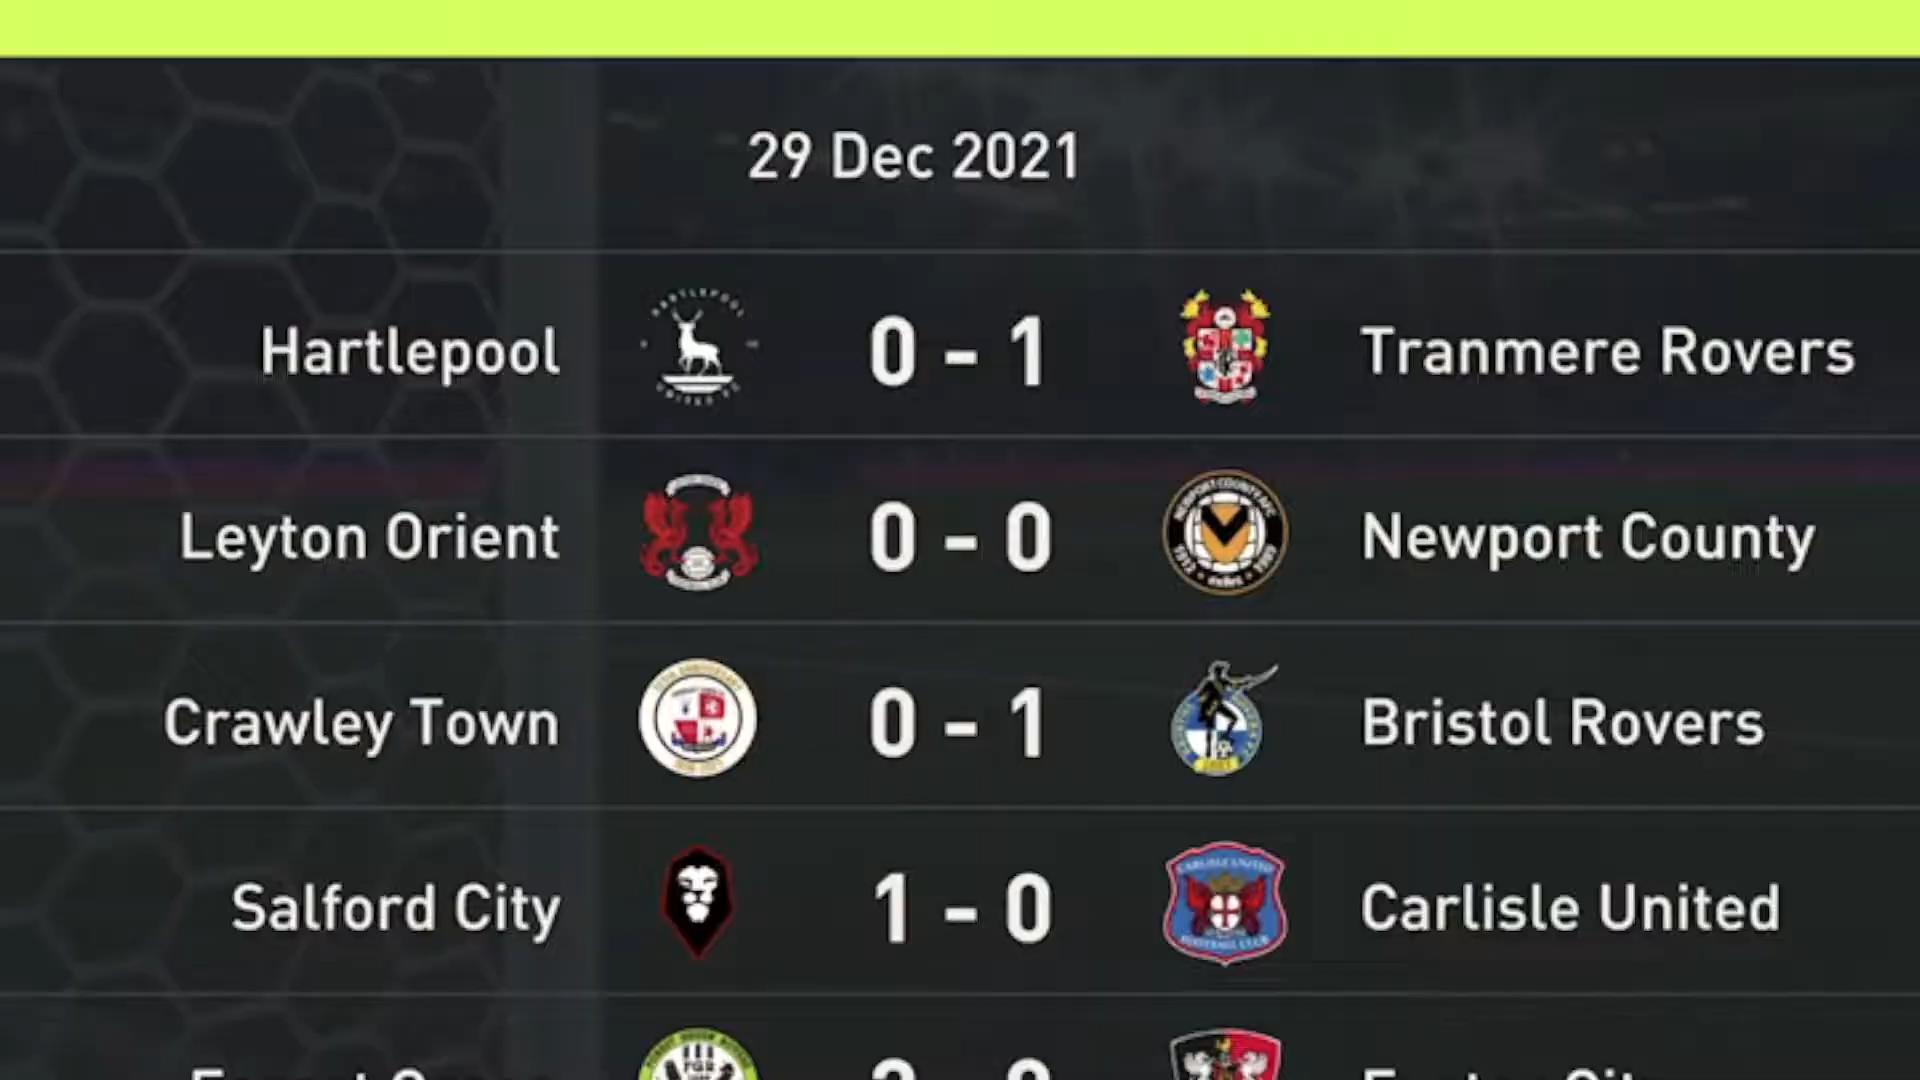 29 Dec 2021
Hartlepool 0 - 1 Tranmere Rovers
Leyton Orient 0 - 0 Newport County
Crawley Town 0 - 1 Bristol Rovers
Salford City 1 - 0 Carlisle United